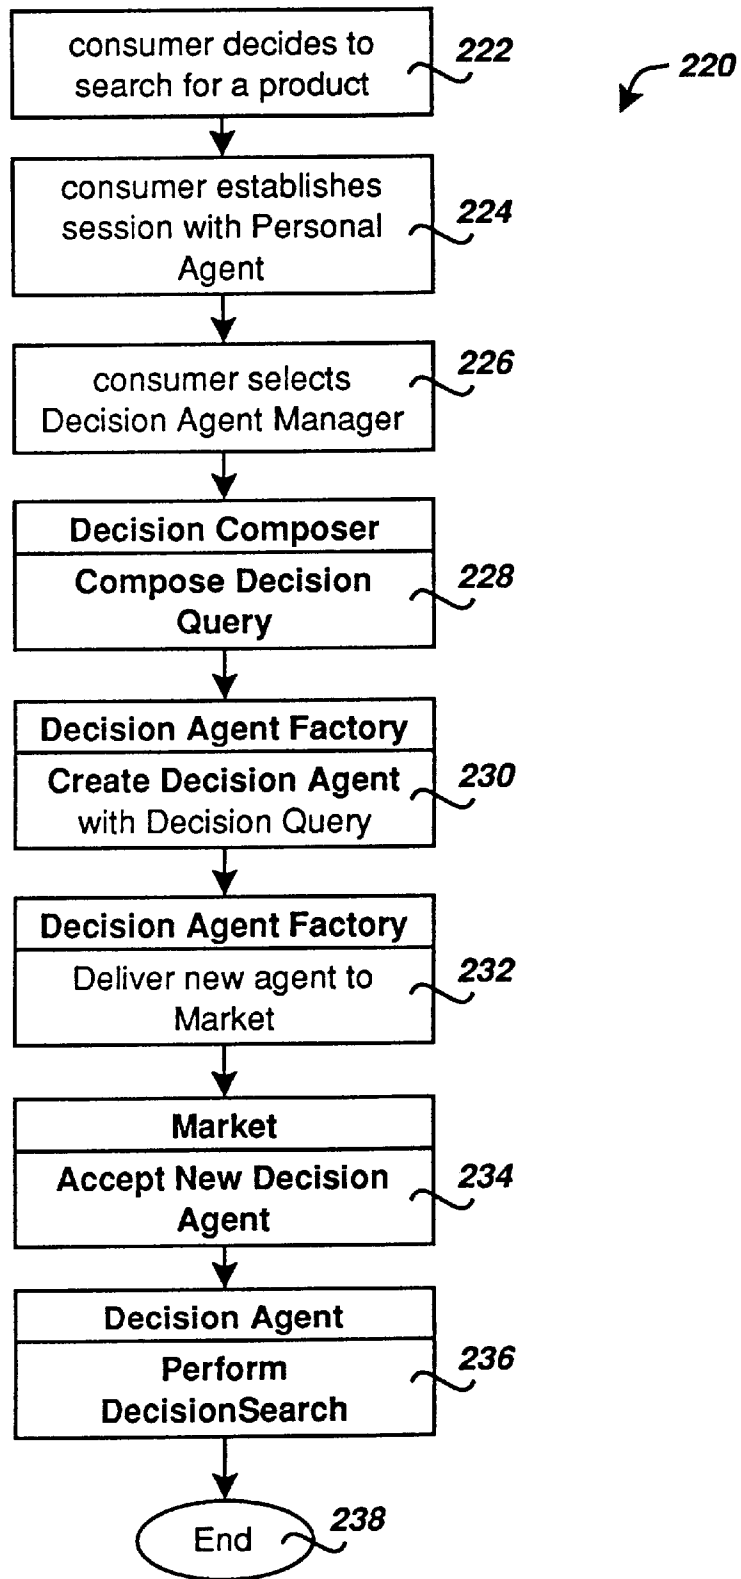 consumer decides to
search for a product
222
220
consumer establishes
session with Personal
Agent
224
consumer selects
Decision Agent Manager
226
Decision Composer
Compose Decision
Query
228
Decision Agent Factory
Create Decision Agent
with Decision Query
230
Decision Agent Factory
Deliver new agent to
Market
232
Market
Accept New Decision
Agent
234
Decision Agent
Perform
DecisionSearch
236
End
238